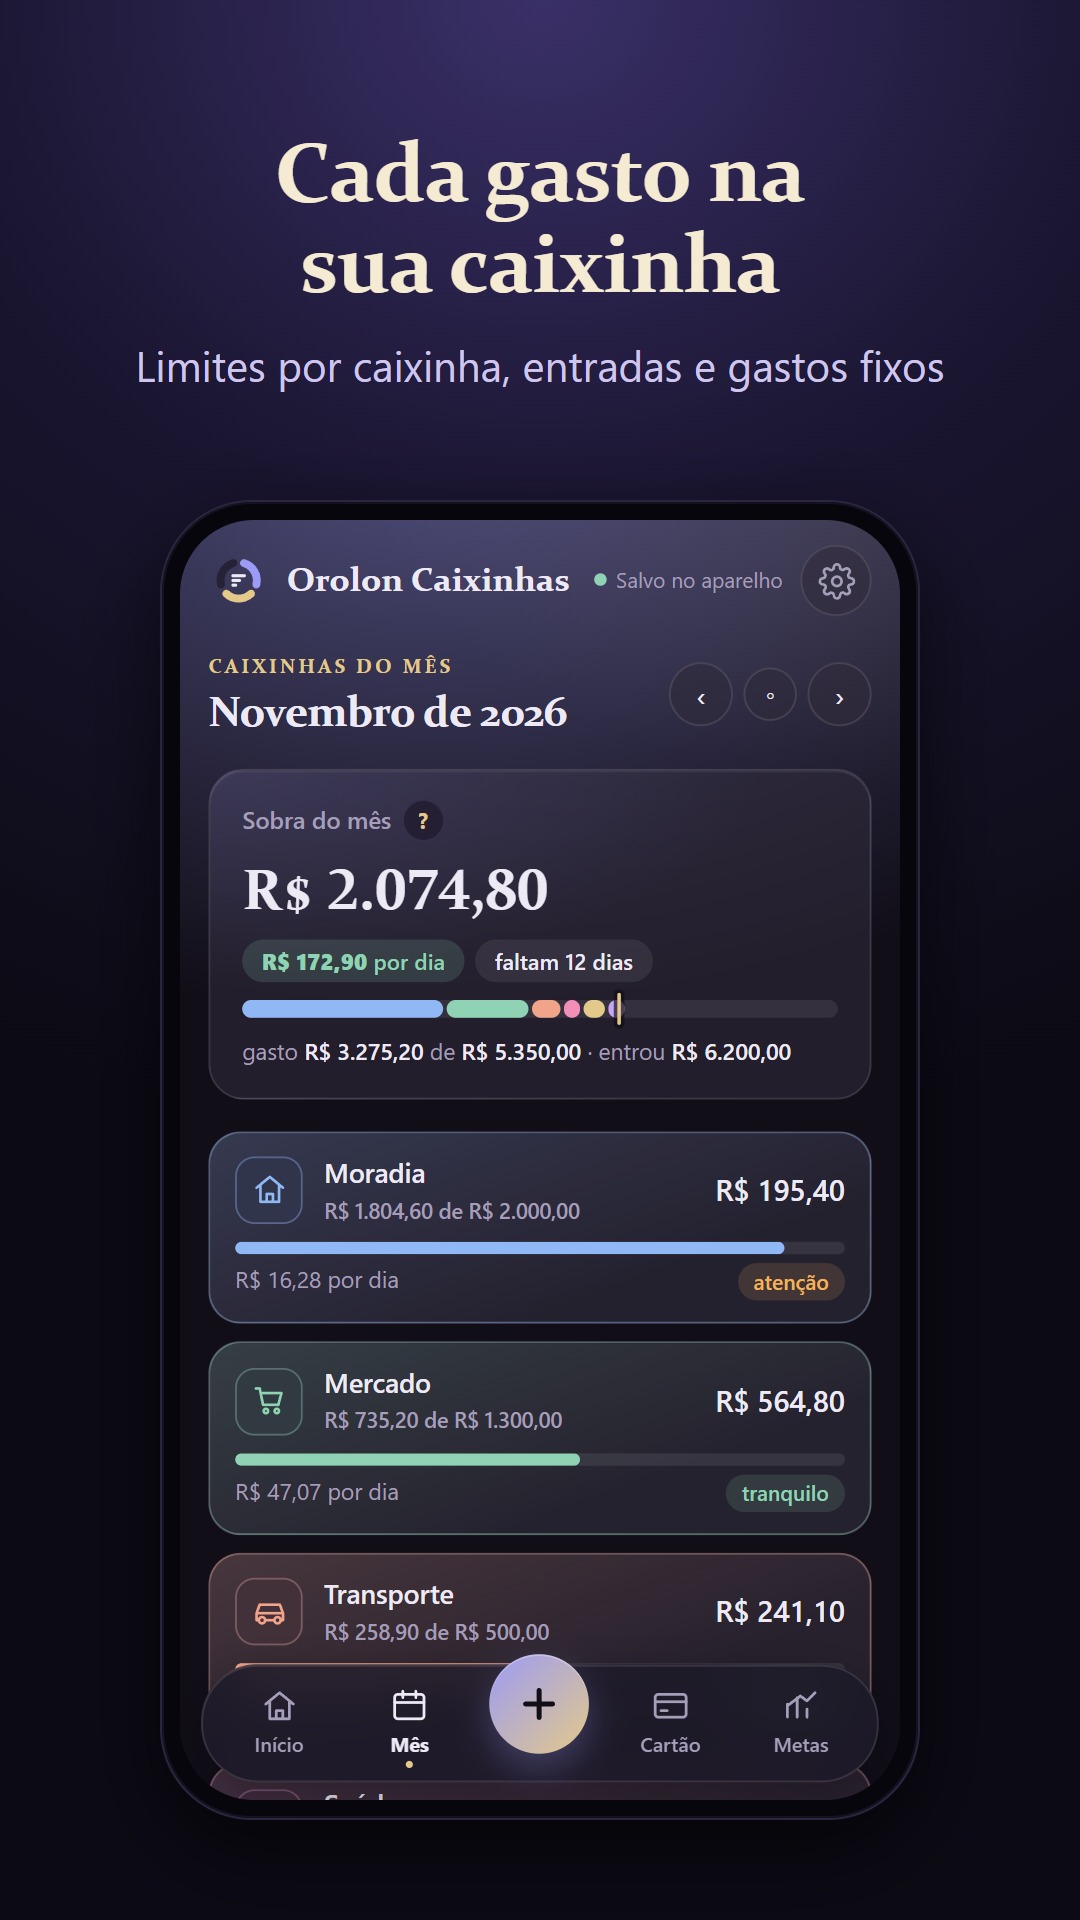 Cada gasto na
sua caixinha
Limites por caixinha, entradas e gastos fixos
Orolon Caixinhas
Salvo no aparelho
CAIXINHAS DO MÊS
Novembro de 2026
Sobra do mês ?
R$ 2.074,80
R$ 172,90 por dia
faltam 12 dias
gasto R$ 3.275,20 de R$ 5.350,00 · entrou R$ 6.200,00
Moradia
R$ 1.804,60 de R$ 2.000,00
R$ 195,40
R$ 16,28 por dia
atenção
Mercado
R$ 735,20 de R$ 1.300,00
R$ 564,80
R$ 47,07 por dia
tranquilo
Transporte
R$ 258,90 de R$ 500,00
R$ 241,10
Início
Mês
Cartão
Metas